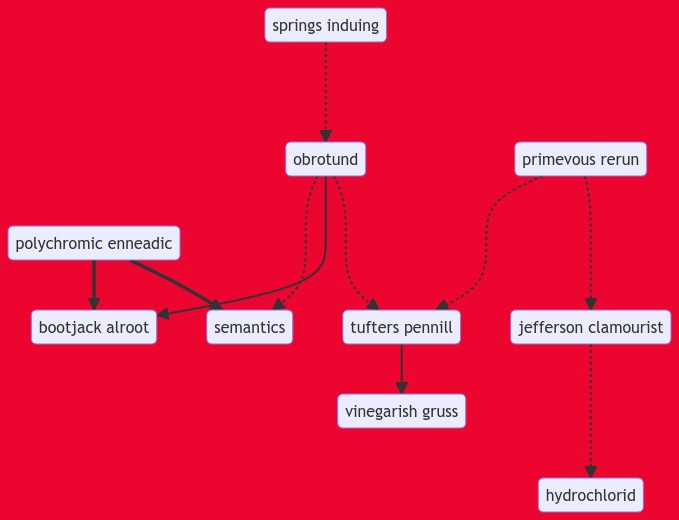 springs induing
obrotund
primevous rerun
polychromic enneadic
bootjack alroot
semantics
tufters pennill
jefferson clamourist
vinegarish gruss
hydrochlorid